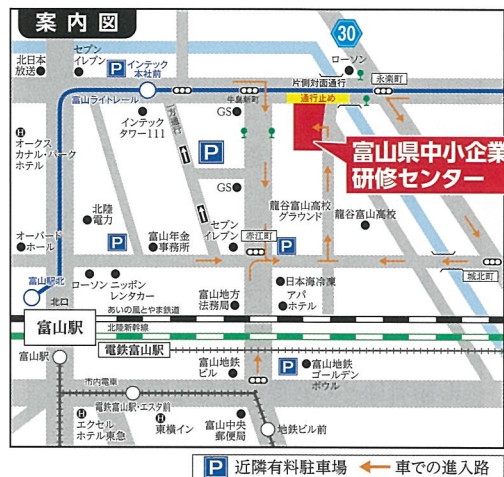 案内図
30
北日本
放送
セブン
イレブン
P
インテック
本社前
ローソン
永楽町
片側対面通行
富山ライトレール
牛島新町
通行止め
インテック
タワー111
一方通行
GS
H
オークス
カナル・パーク
ホテル
P
富山県中小企業
研修センター
GS
北陸
電力
龍谷富山高校
グラウンド
龍谷富山高校
オーバード
ホール
P
富山年金
事務所
セブン
イレブン
赤江町
P
城北町
富山駅北
北口
ローソン
ニッポン
レンタカー
富山地方
法務局
日本海冷凍
アパ
ホテル
あいの風とやま鉄道
富山駅
北陸新幹線
電鉄富山駅
富山駅
富山地鉄
ビル
P
富山地鉄
ゴールデン
ボウル
市内電車
電鉄富山駅・エスタ前
H
エクセル
ホテル東急
H
東横イン
富山中央
郵便局
地鉄ビル前
P 近隣有料駐車場 ← 車での進入路